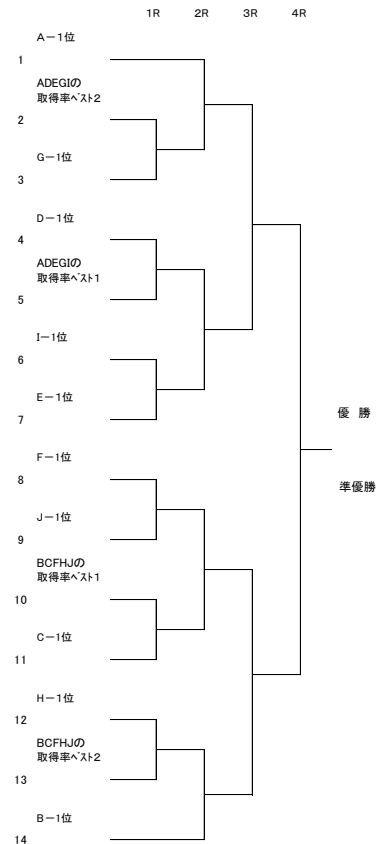 1R 2R 3R 4R
A－1位
1
ADEGIの
取得率ベスト2
2
G－1位
3
D－1位
4
ADEGIの
取得率ベスト1
5
I－1位
6
E－1位
7
F－1位
8
J－1位
9
BCFHJの
取得率ベスト1
10
C－1位
11
H－1位
12
BCFHJの
取得率ベスト2
13
B－1位
14
優 勝
準優勝